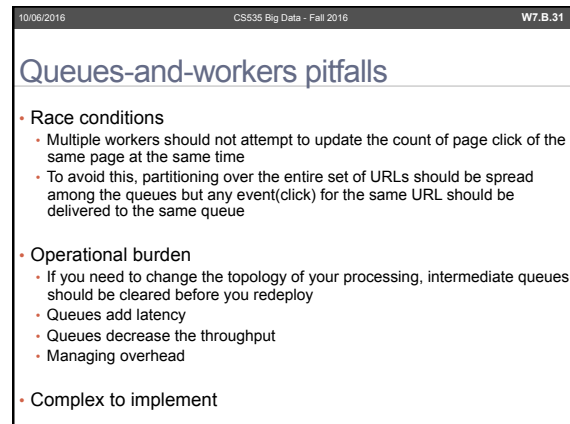 10/06/2016 CS535 Big Data - Fall 2016 W7.B.31
Queues-and-workers pitfalls
• Race conditions
• Multiple workers should not attempt to update the count of page click of the
same page at the same time
• To avoid this, partitioning over the entire set of URLs should be spread
among the queues but any event(click) for the same URL should be
delivered to the same queue
• Operational burden
• If you need to change the topology of your processing, intermediate queues
should be cleared before you redeploy
• Queues add latency
• Queues decrease the throughput
• Managing overhead
• Complex to implement